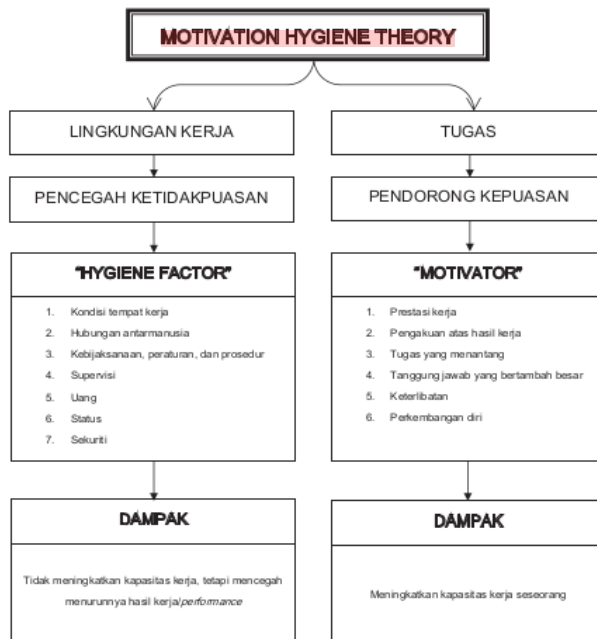 MOTIVATION HYGIENE THEORY
LINGKUNGAN KERJA
PENCEGAH KETIDAKPUASAN
"HYGIENE FACTOR"
1. Kondisi tempat kerja
2. Hubungan antarmanusia
3. Kebijaksanaan, peraturan, dan prosedur
4. Supervisi
5. Uang
6. Status
7. Sekuriti
DAMPAK
Tidak meningkatkan kapasitas kerja, tetapi mencegah
menurunnya hasil kerja/performance
TUGAS
PENDORONG KEPUASAN
"MOTIVATOR"
1. Prestasi kerja
2. Pengakuan atas hasil kerja
3. Tugas yang menantang
4. Tanggung jawab yang bertambah besar
5. Keterlibatan
6. Perkembangan diri
DAMPAK
Meningkatkan kapasitas kerja seseorang